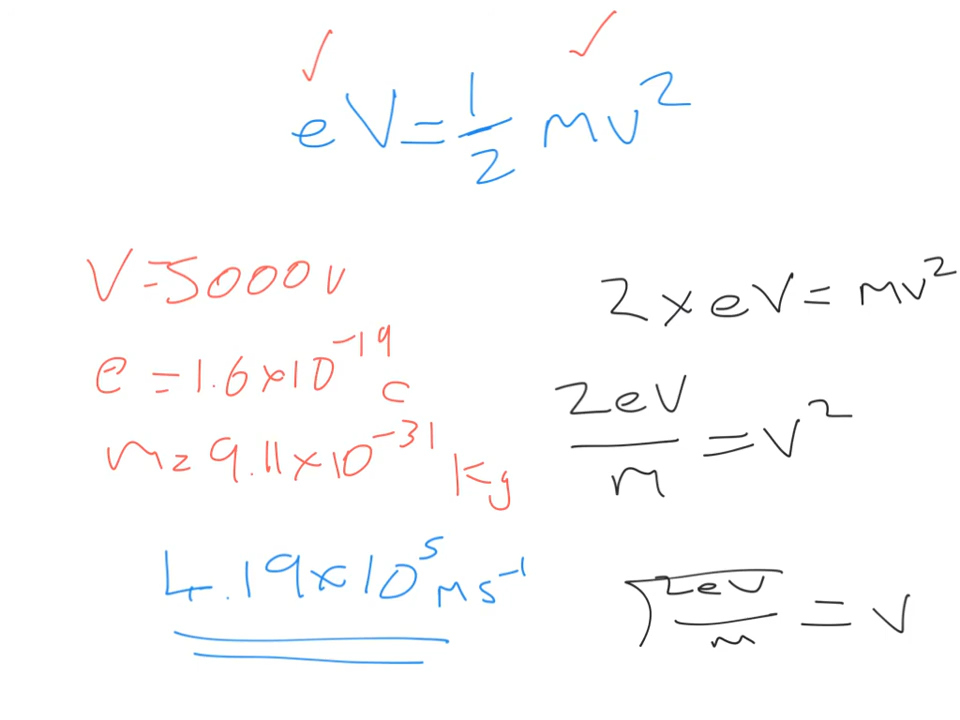 eV = 1/2 mv²
V = 5000 v
e = 1.6 × 10⁻¹⁹ C
m = 9.11 × 10⁻³¹ Kg
4.19 × 10⁵ ms⁻¹
2 × eV = mv²
2eV/m = v²
√(2eV/m) = v